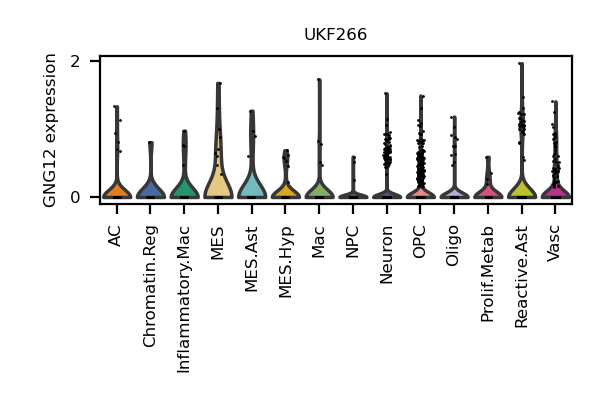 UKF266
GNG12 expression
2
0
AC
Chromatin.Reg
Inflammatory.Mac
MES
MES.Ast
MES.Hyp
Mac
NPC
Neuron
OPC
Oligo
Prolif.Metab
Reactive.Ast
Vasc